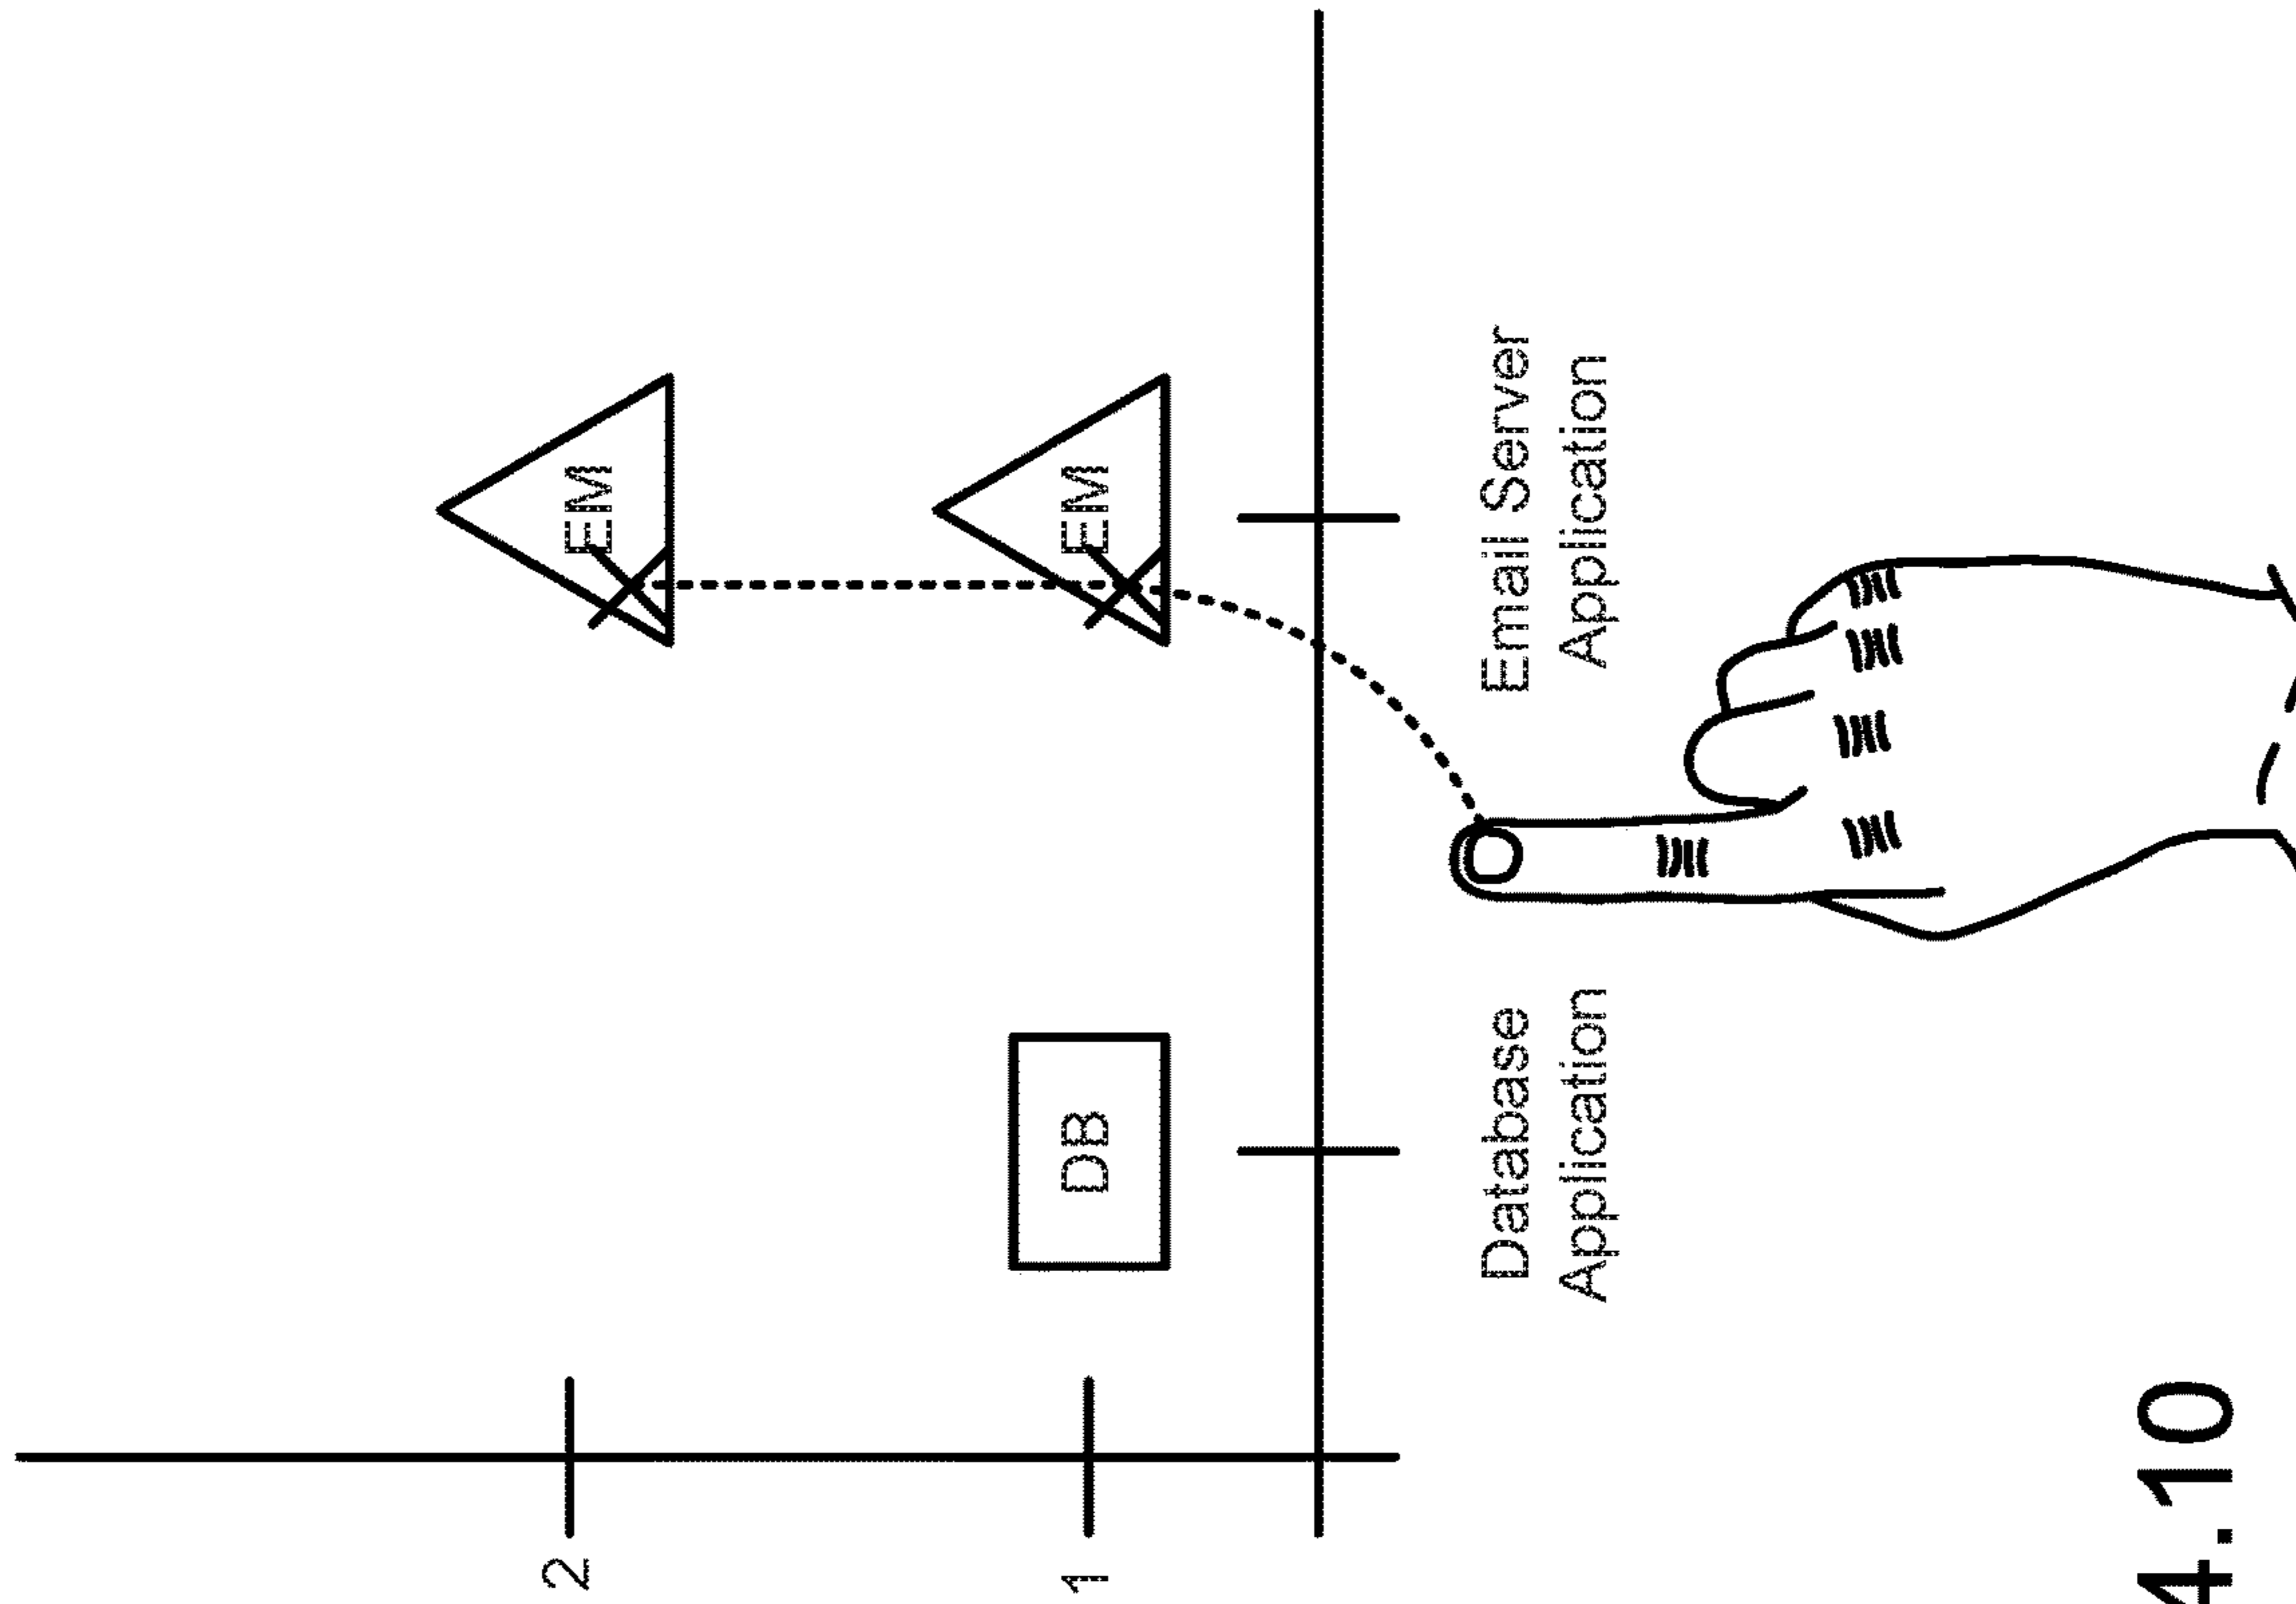 2
EM
1
DB
EM
Database
Application
Email Server
Application
4.10